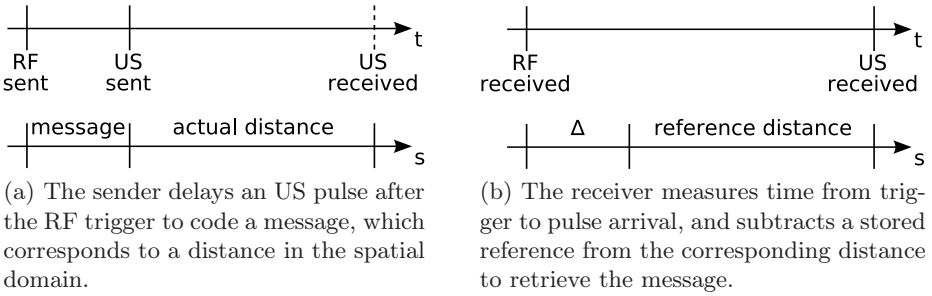 t
RF
sent
US
sent
US
received
message
actual distance
s
(a) The sender delays an US pulse after
the RF trigger to code a message, which
corresponds to a distance in the spatial
domain.
t
RF
received
US
received
Δ
reference distance
s
(b) The receiver measures time from trig-
ger to pulse arrival, and subtracts a stored
reference from the corresponding distance
to retrieve the message.